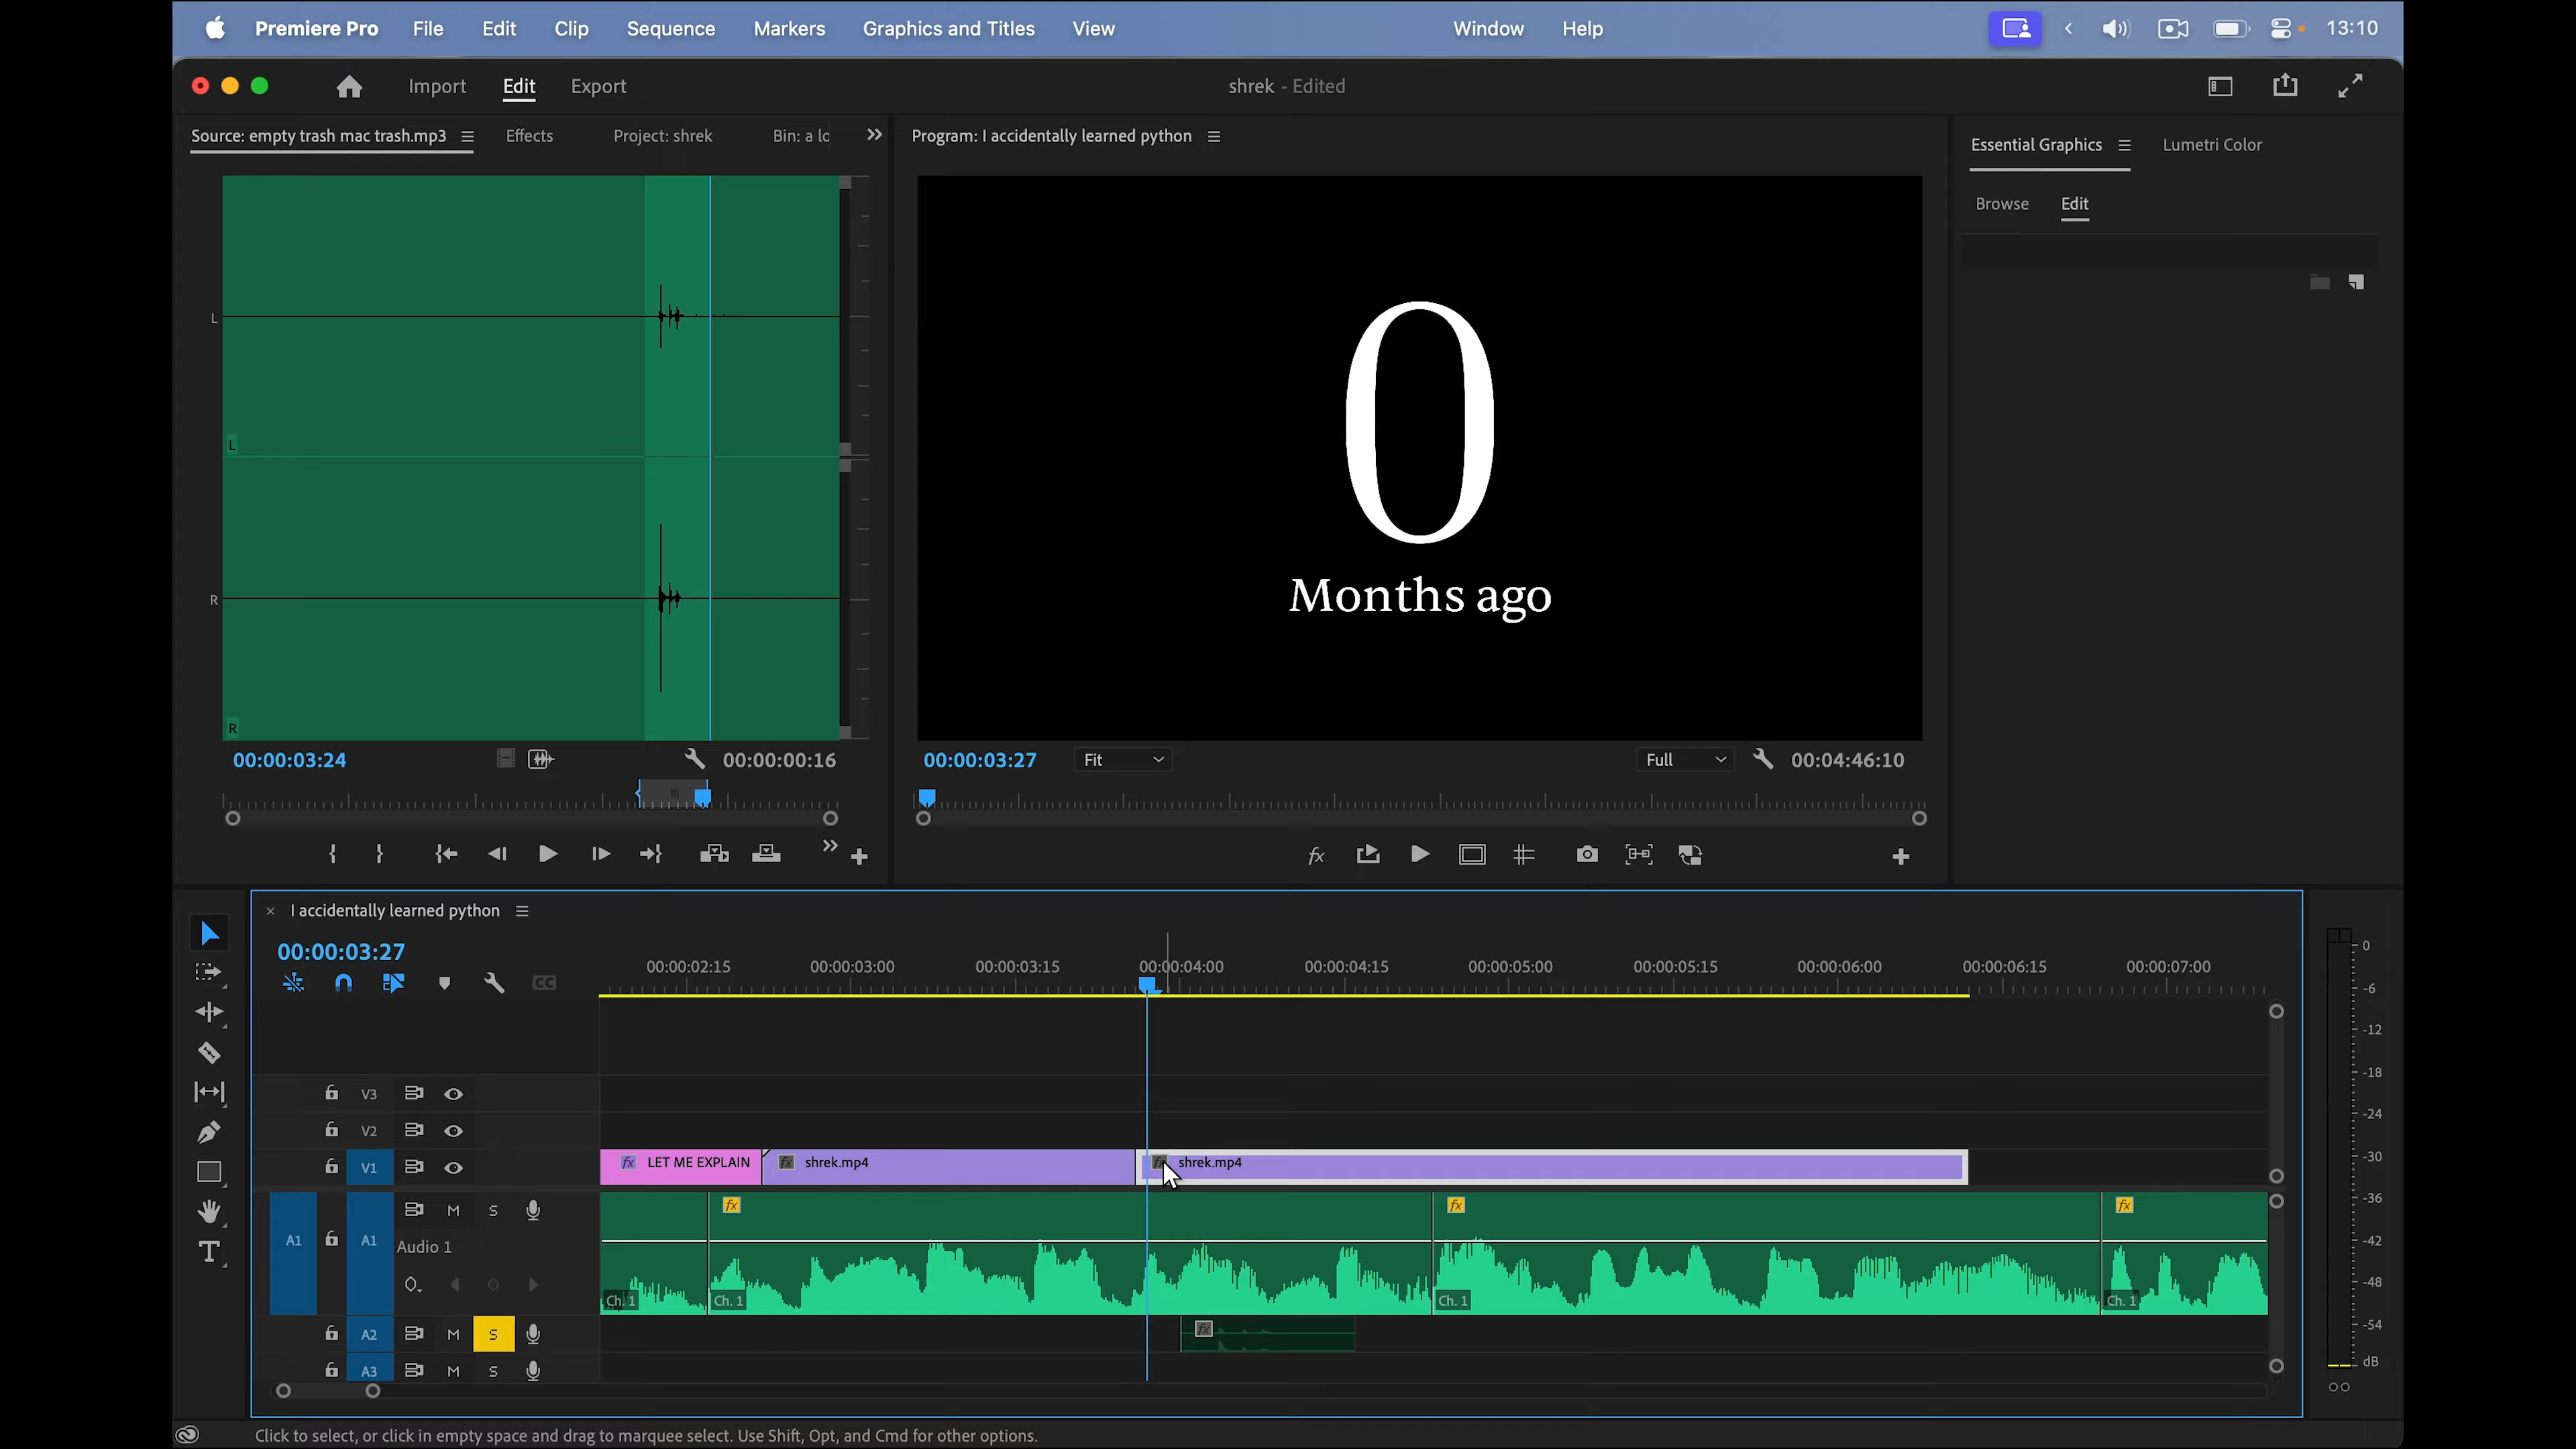 Premiere Pro File Edit Clip Sequence Markers Graphics and Titles View Window Help 13:10
Import Edit Export shrek - Edited
Source: empty trash mac trash.mp3 Effects Project: shrek Bin: a lo
Program: I accidentally learned python
Essential Graphics Lumetri Color
Browse Edit
L
L
R
R
0
Months ago
00:00:03:24 00:00:00:16
00:00:03:27 Fit Full 00:04:46:10
I accidentally learned python
00:00:03:27
00:00:02:15 00:00:03:00 00:00:03:15 00:00:04:00 00:00:04:15 00:00:05:00 00:00:05:15 00:00:06:00 00:00:06:15 00:00:07:00
V3
V2
V1 fx LET ME EXPLAIN fx shrek.mp4 fx shrek.mp4
A1 A1 M S fx fx fx
Audio 1
Ch. 1 Ch. 1 Ch. 1 Ch. 1
A2 M S fx
A3 M S
0
-6
-12
-18
-24
-30
-36
-42
-48
-54
dB
Click to select, or click in empty space and drag to marquee select. Use Shift, Opt, and Cmd for other options.